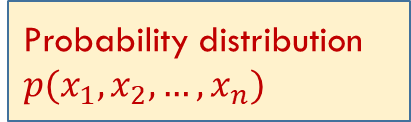 Probability distribution
p(x₁, x₂, … , xₙ)